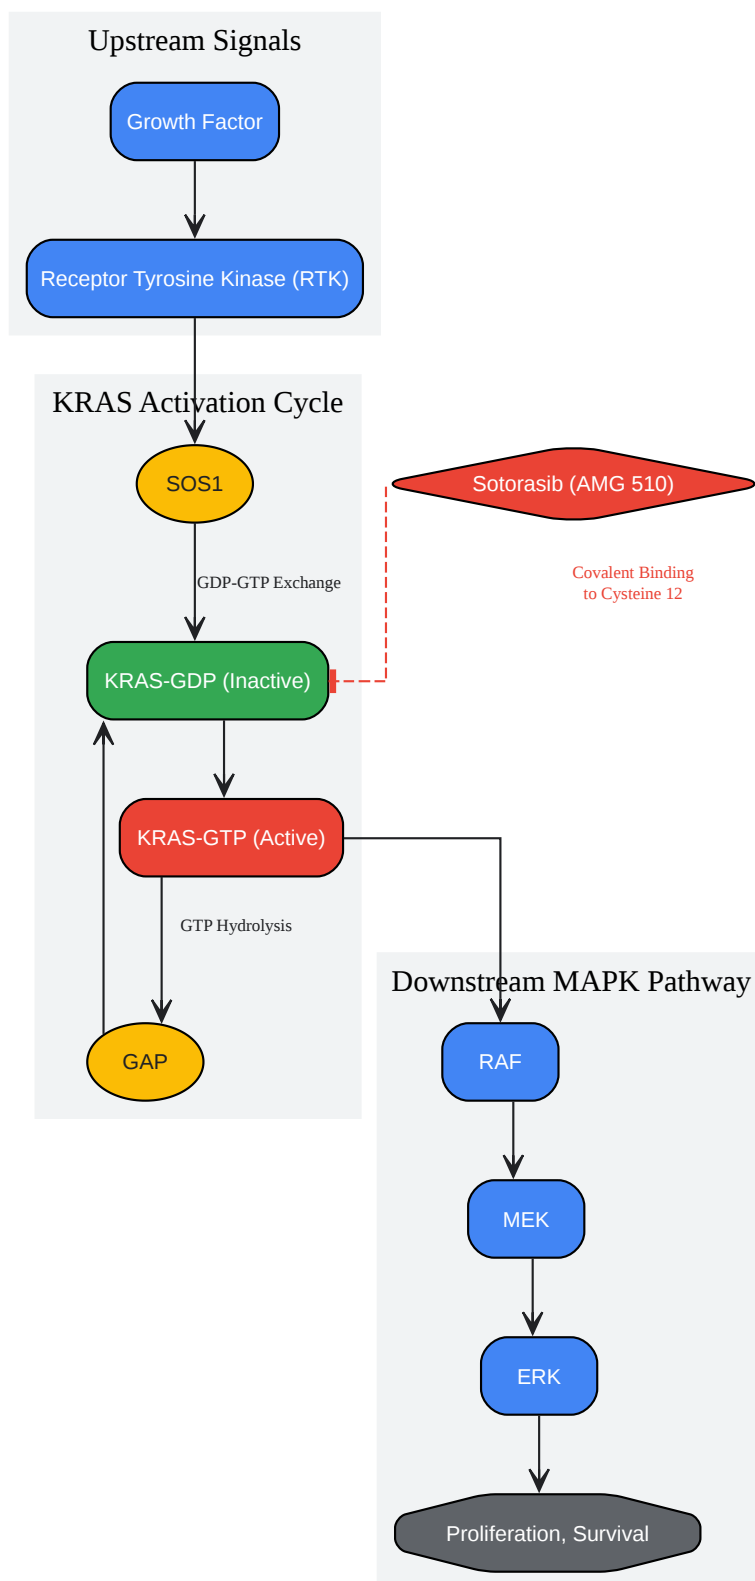 Upstream Signals
Growth Factor
Receptor Tyrosine Kinase (RTK)
KRAS Activation Cycle
SOS1
Sotorasib (AMG 510)
Covalent Binding
to Cysteine 12
GDP-GTP Exchange
KRAS-GDP (Inactive)
KRAS-GTP (Active)
GTP Hydrolysis
Downstream MAPK Pathway
GAP
RAF
MEK
ERK
Proliferation, Survival